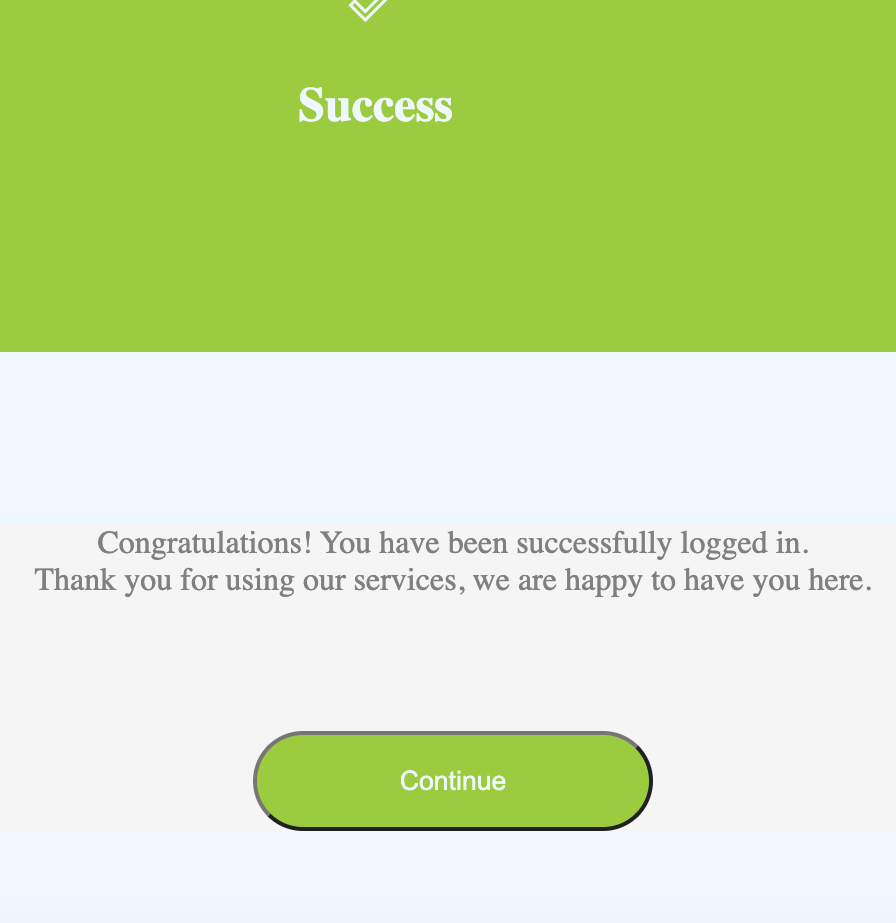 Success
Congratulations! You have been successfully logged in.
Thank you for using our services, we are happy to have you here.
Continue